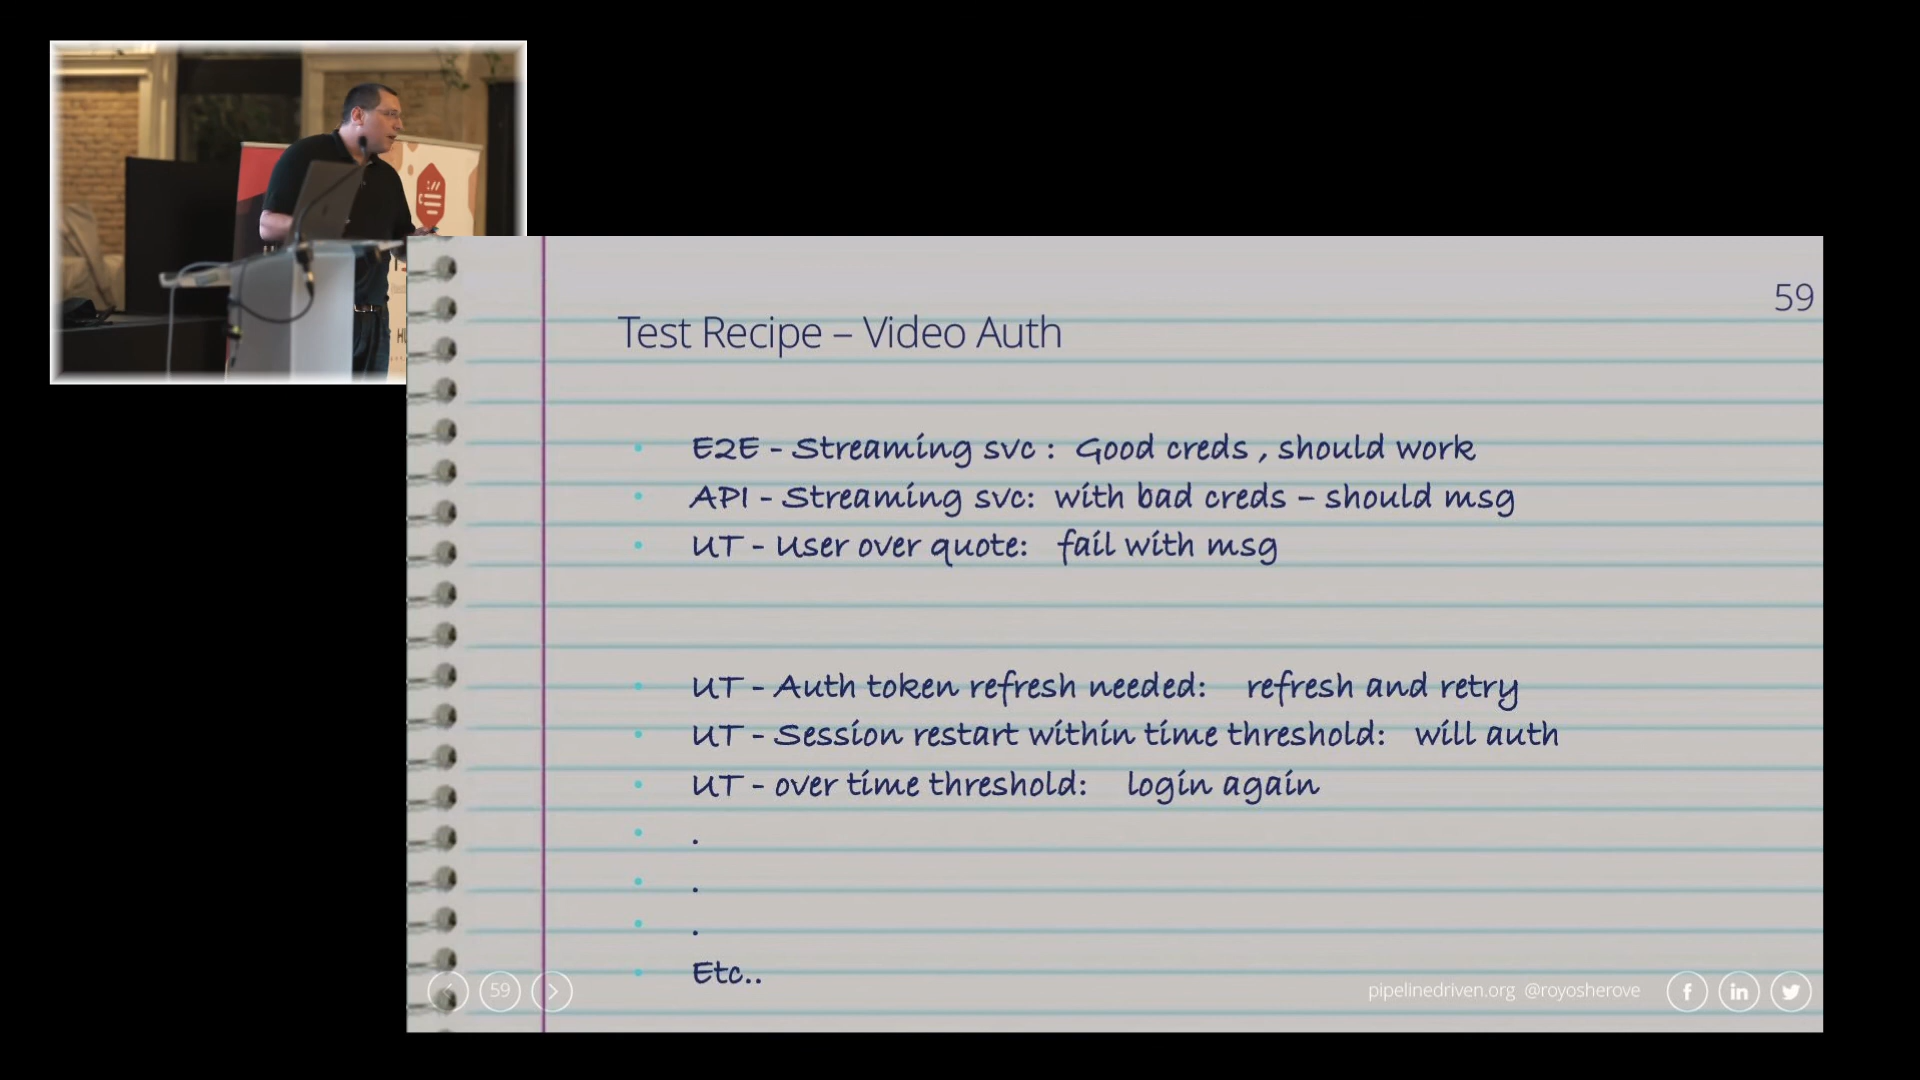 59
Test Recipe – Video Auth
• E2E - Streaming svc : Good creds , should work
• API - Streaming svc: with bad creds – should msg
• UT - User over quote: fail with msg
• UT - Auth token refresh needed: refresh and retry
• UT - Session restart within time threshold: will auth
• UT - over time threshold: login again
• .
• .
• .
• Etc..
59
pipelinedriven.org @royosherove